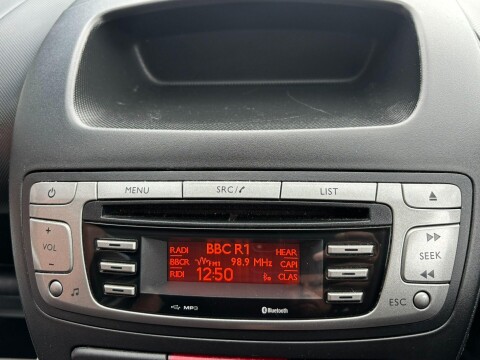 MENU SRC/ LIST
+
VOL
-
RADI BBC R1 HEAR
BBCR 98.9 MHz CAPI
RIDI 12:50 CLAS
SEEK
ESC
MP3 Bluetooth